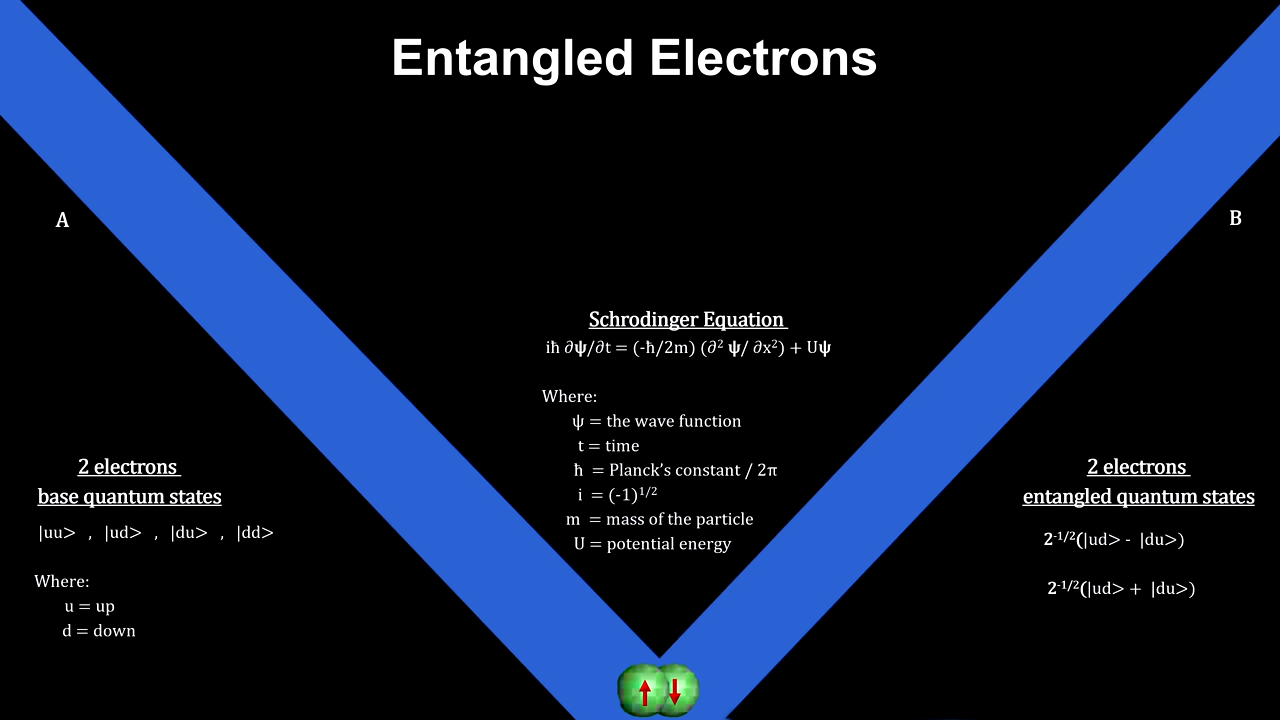 Entangled Electrons
A
B
Schrodinger Equation
iħ ∂ψ/∂t = (-ħ/2m) (∂² ψ/ ∂x²) + Uψ
Where:
ψ = the wave function
t = time
ħ = Planck’s constant / 2π
i = (-1)¹/²
m = mass of the particle
U = potential energy
2 electrons
base quantum states
|uu> , |ud> , |du> , |dd>
Where:
u = up
d = down
2 electrons
entangled quantum states
2⁻¹/²(|ud> - |du>)
2⁻¹/²(|ud> + |du>)